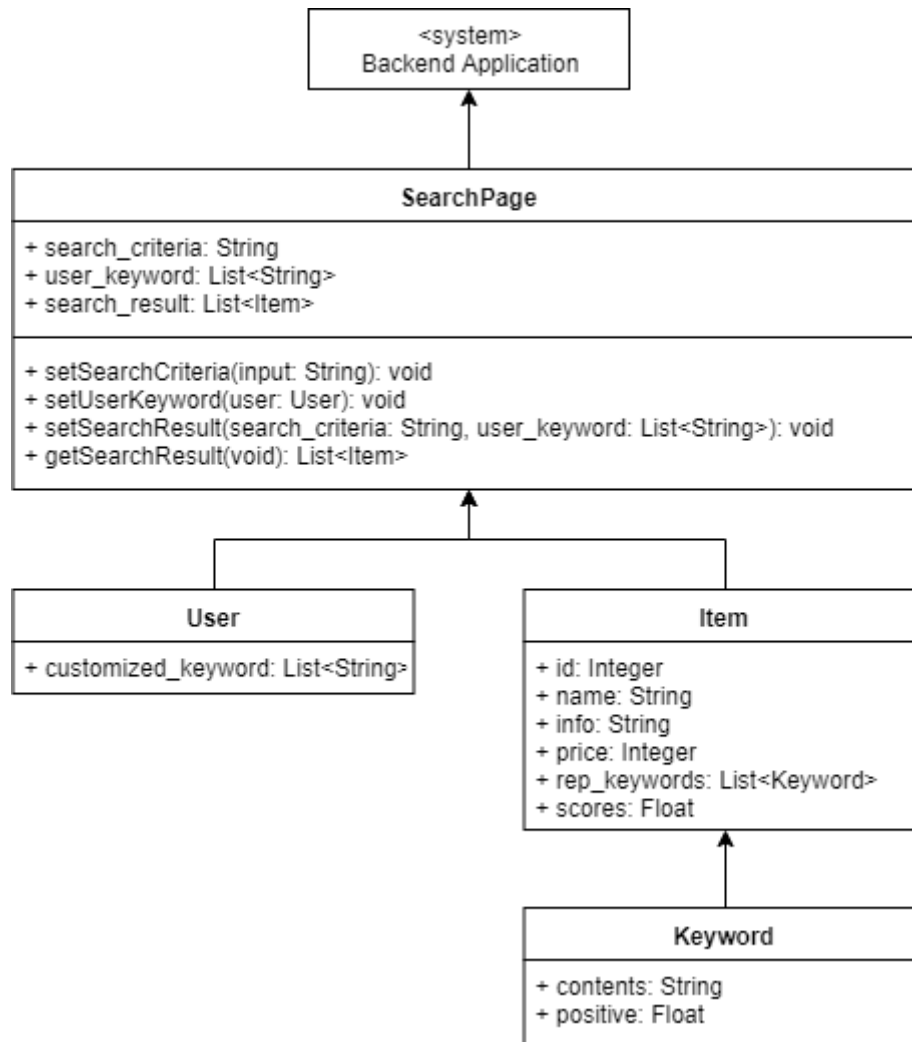 <system>
Backend Application
SearchPage
+ search_criteria: String
+ user_keyword: List<String>
+ search_result: List<Item>
+ setSearchCriteria(input: String): void
+ setUserKeyword(user: User): void
+ setSearchResult(search_criteria: String, user_keyword: List<String>): void
+ getSearchResult(void): List<Item>
User
+ customized_keyword: List<String>
Item
+ id: Integer
+ name: String
+ info: String
+ price: Integer
+ rep_keywords: List<Keyword>
+ scores: Float
Keyword
+ contents: String
+ positive: Float